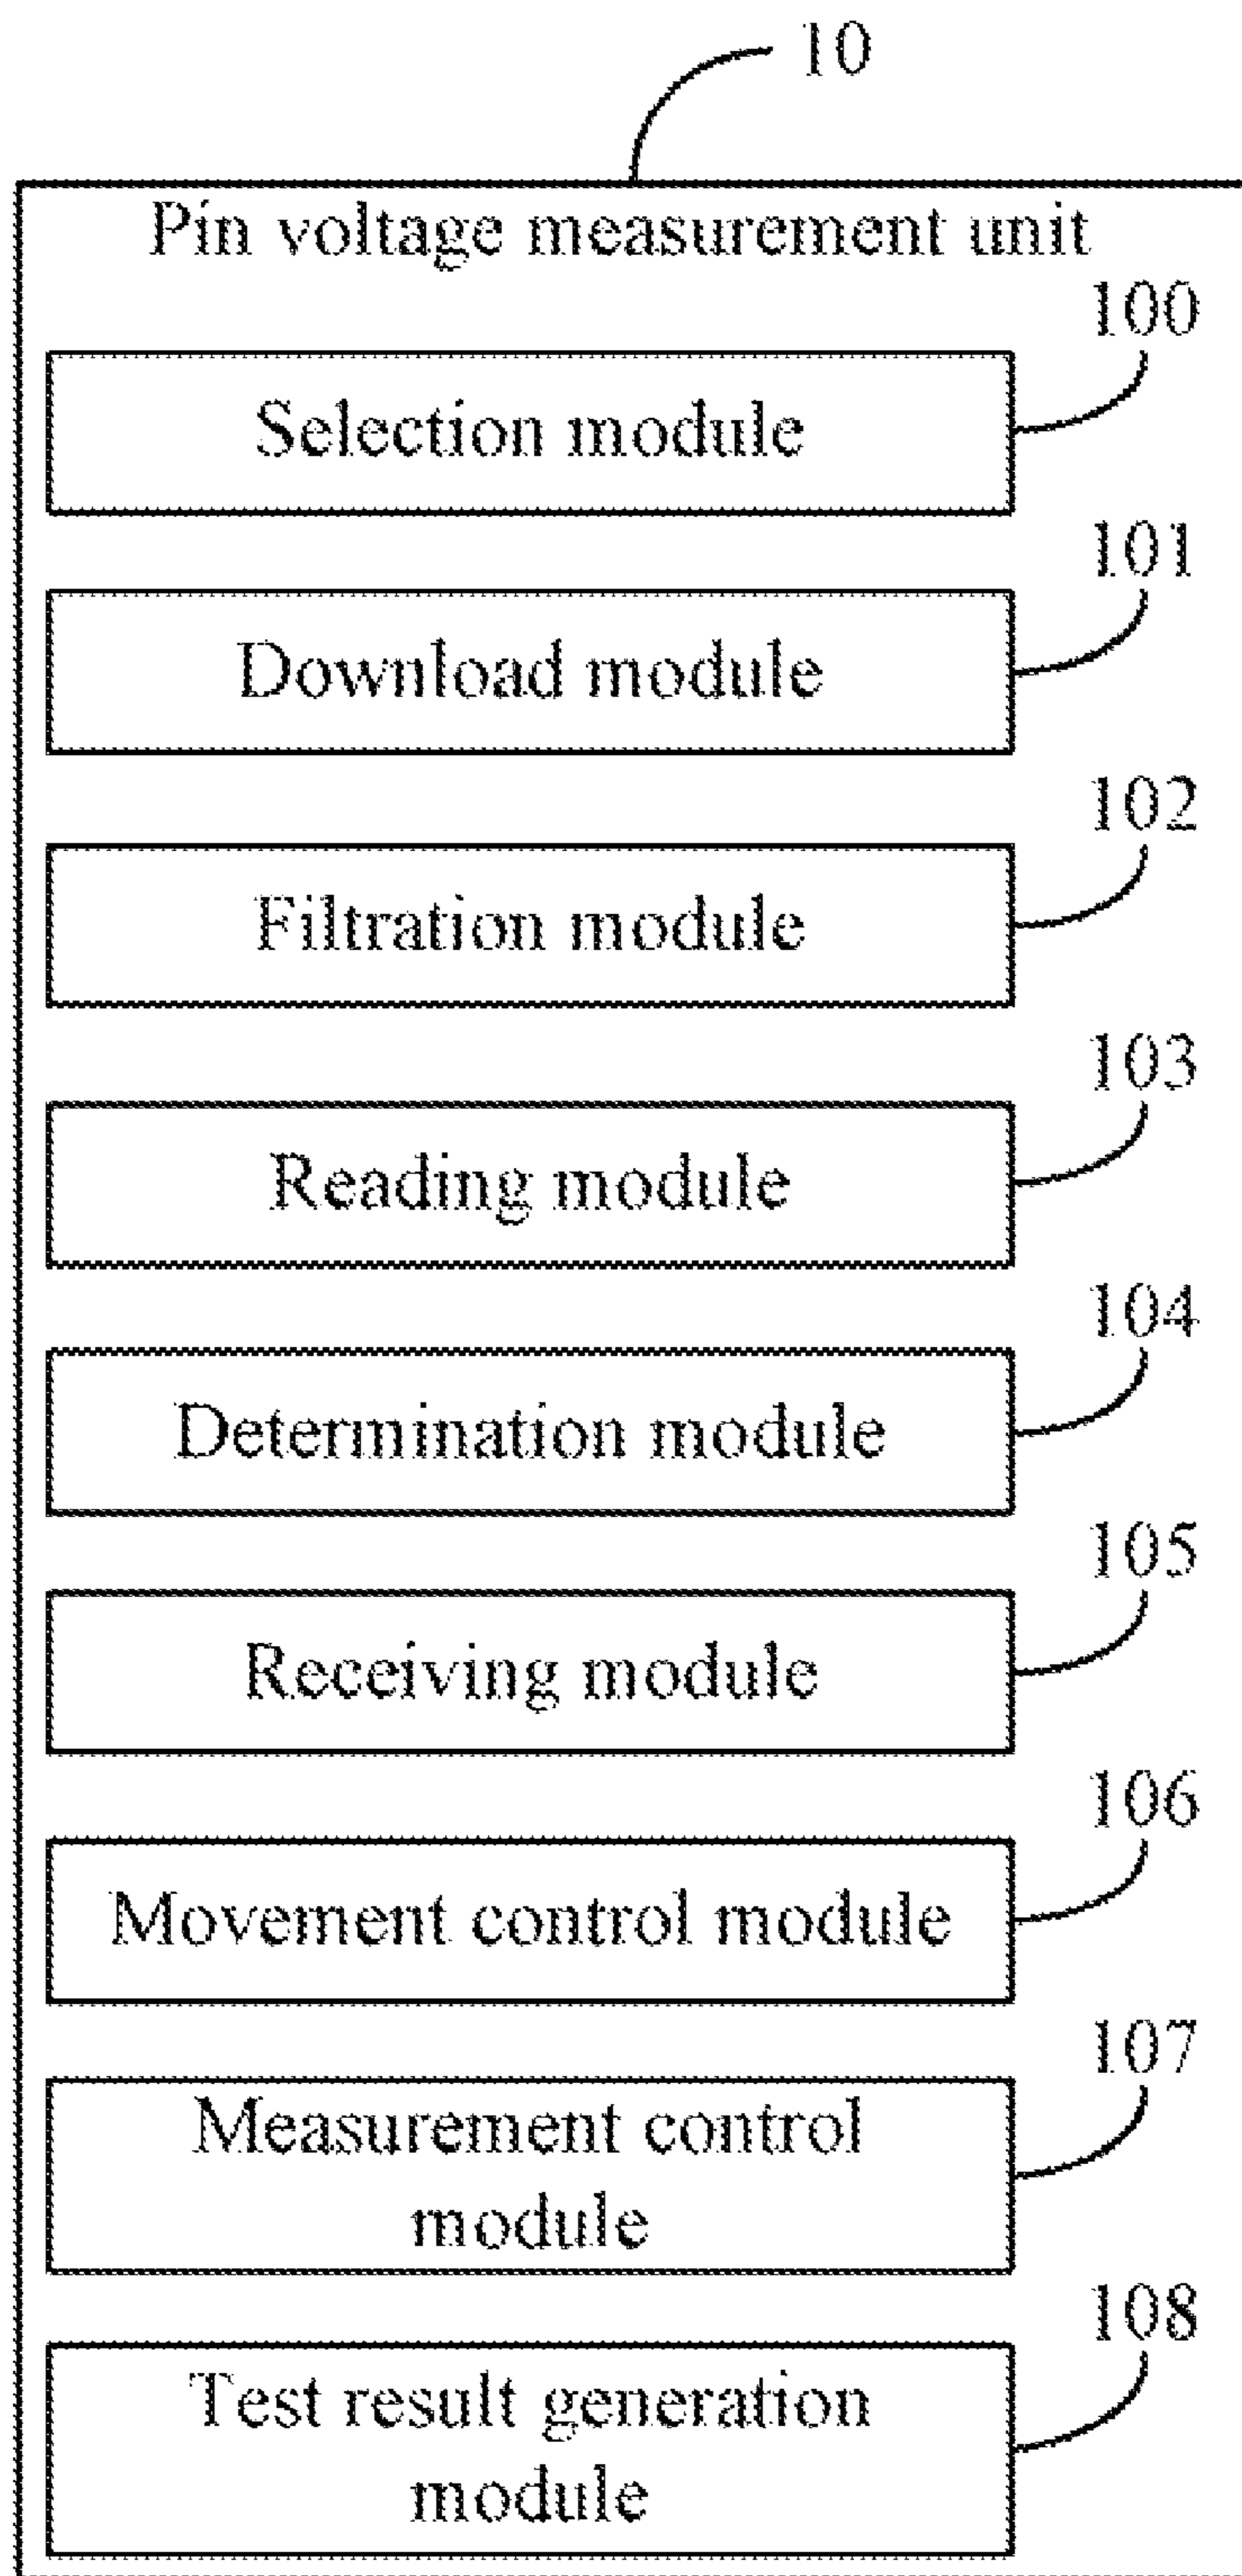 10
Pin voltage measurement unit
100
Selection module
101
Download module
102
Filtration module
103
Reading module
104
Determination module
105
Receiving module
106
Movement control module
107
Measurement control
module
108
Test result generation
module